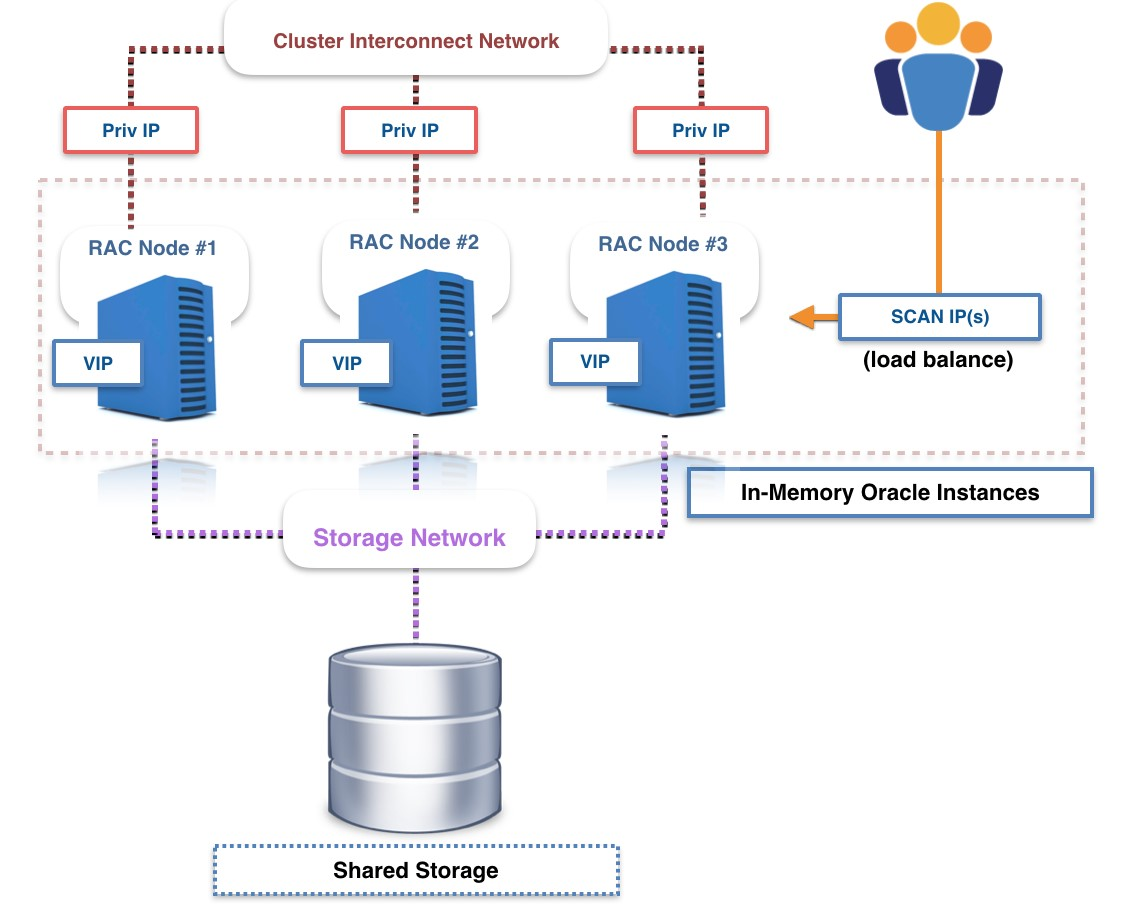 Cluster Interconnect Network
Priv IP
Priv IP
Priv IP
RAC Node #1
RAC Node #2
RAC Node #3
SCAN IP(s)
(load balance)
VIP
VIP
VIP
In-Memory Oracle Instances
Storage Network
Shared Storage